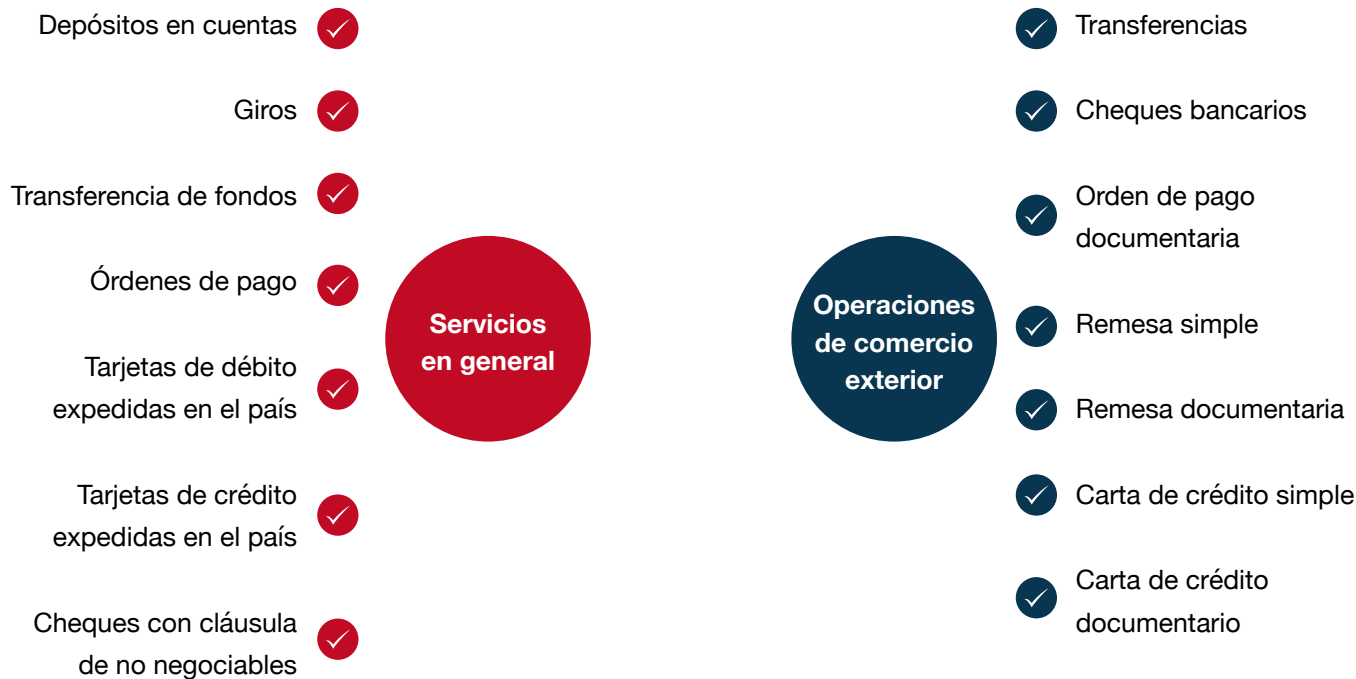 Depósitos en cuentas
Giros
Transferencia de fondos
Órdenes de pago
Tarjetas de débito
expedidas en el país
Tarjetas de crédito
expedidas en el país
Cheques con cláusula
de no negociables
Servicios
en general
Operaciones
de comercio
exterior
Transferencias
Cheques bancarios
Orden de pago
documentaria
Remesa simple
Remesa documentaria
Carta de crédito simple
Carta de crédito
documentario